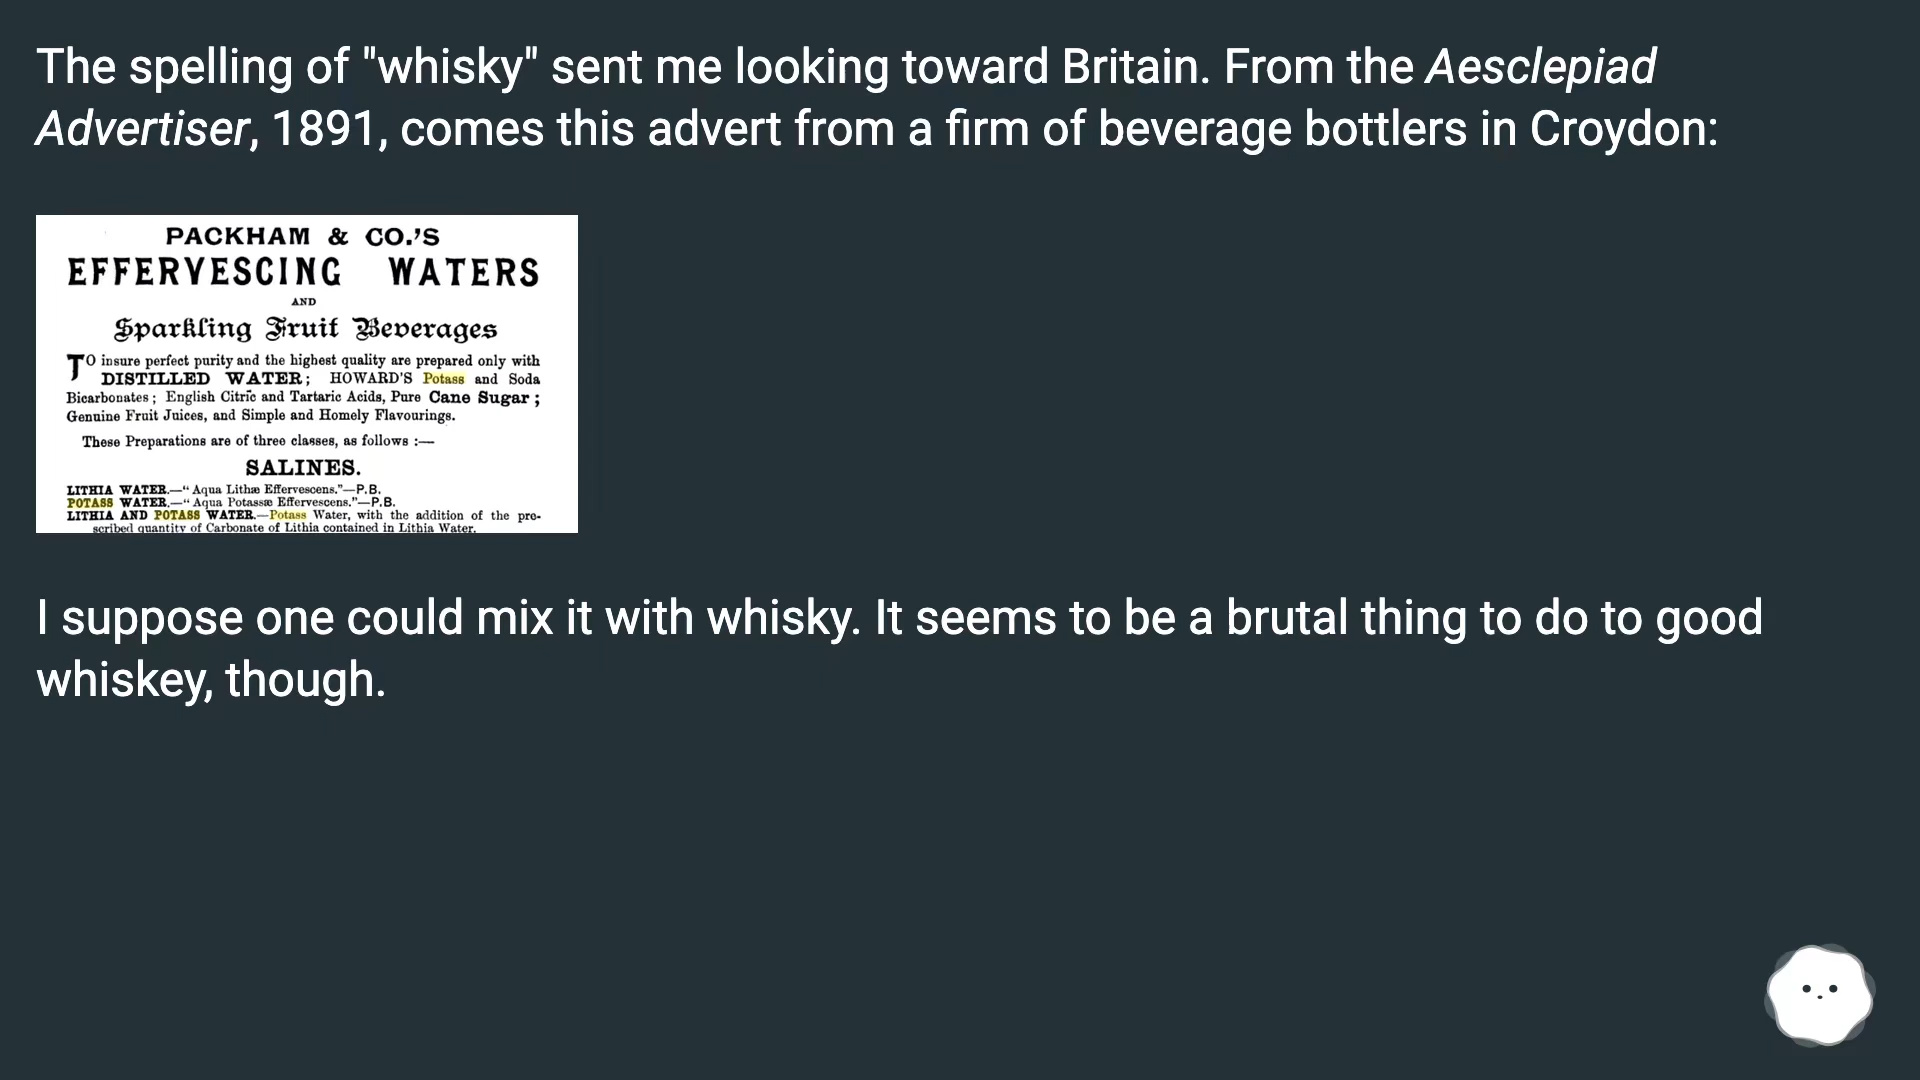 The spelling of "whisky" sent me looking toward Britain. From the Aesclepiad
Advertiser, 1891, comes this advert from a firm of beverage bottlers in Croydon:
PACKHAM & CO.'S
EFFERVESCING WATERS
AND
Sparkling Fruit Beverages
TO insure perfect purity and the highest quality are prepared only with
DISTILLED WATER; HOWARD'S Potass and Soda
Bicarbonates; English Citric and Tartaric Acids, Pure Cane Sugar;
Genuine Fruit Juices, and Simple and Homely Flavourings.
These Preparations are of three classes, as follows :—
SALINES.
LITHIA WATER.—“Aqua Lithæ Effervescens.”—P.B.
POTASS WATER.—“Aqua Potassæ Effervescens.”—P.B.
LITHIA AND POTASS WATER.—Potass Water, with the addition of the pre-
scribed quantity of Carbonate of Lithia contained in Lithia Water.
I suppose one could mix it with whisky. It seems to be a brutal thing to do to good
whiskey, though.